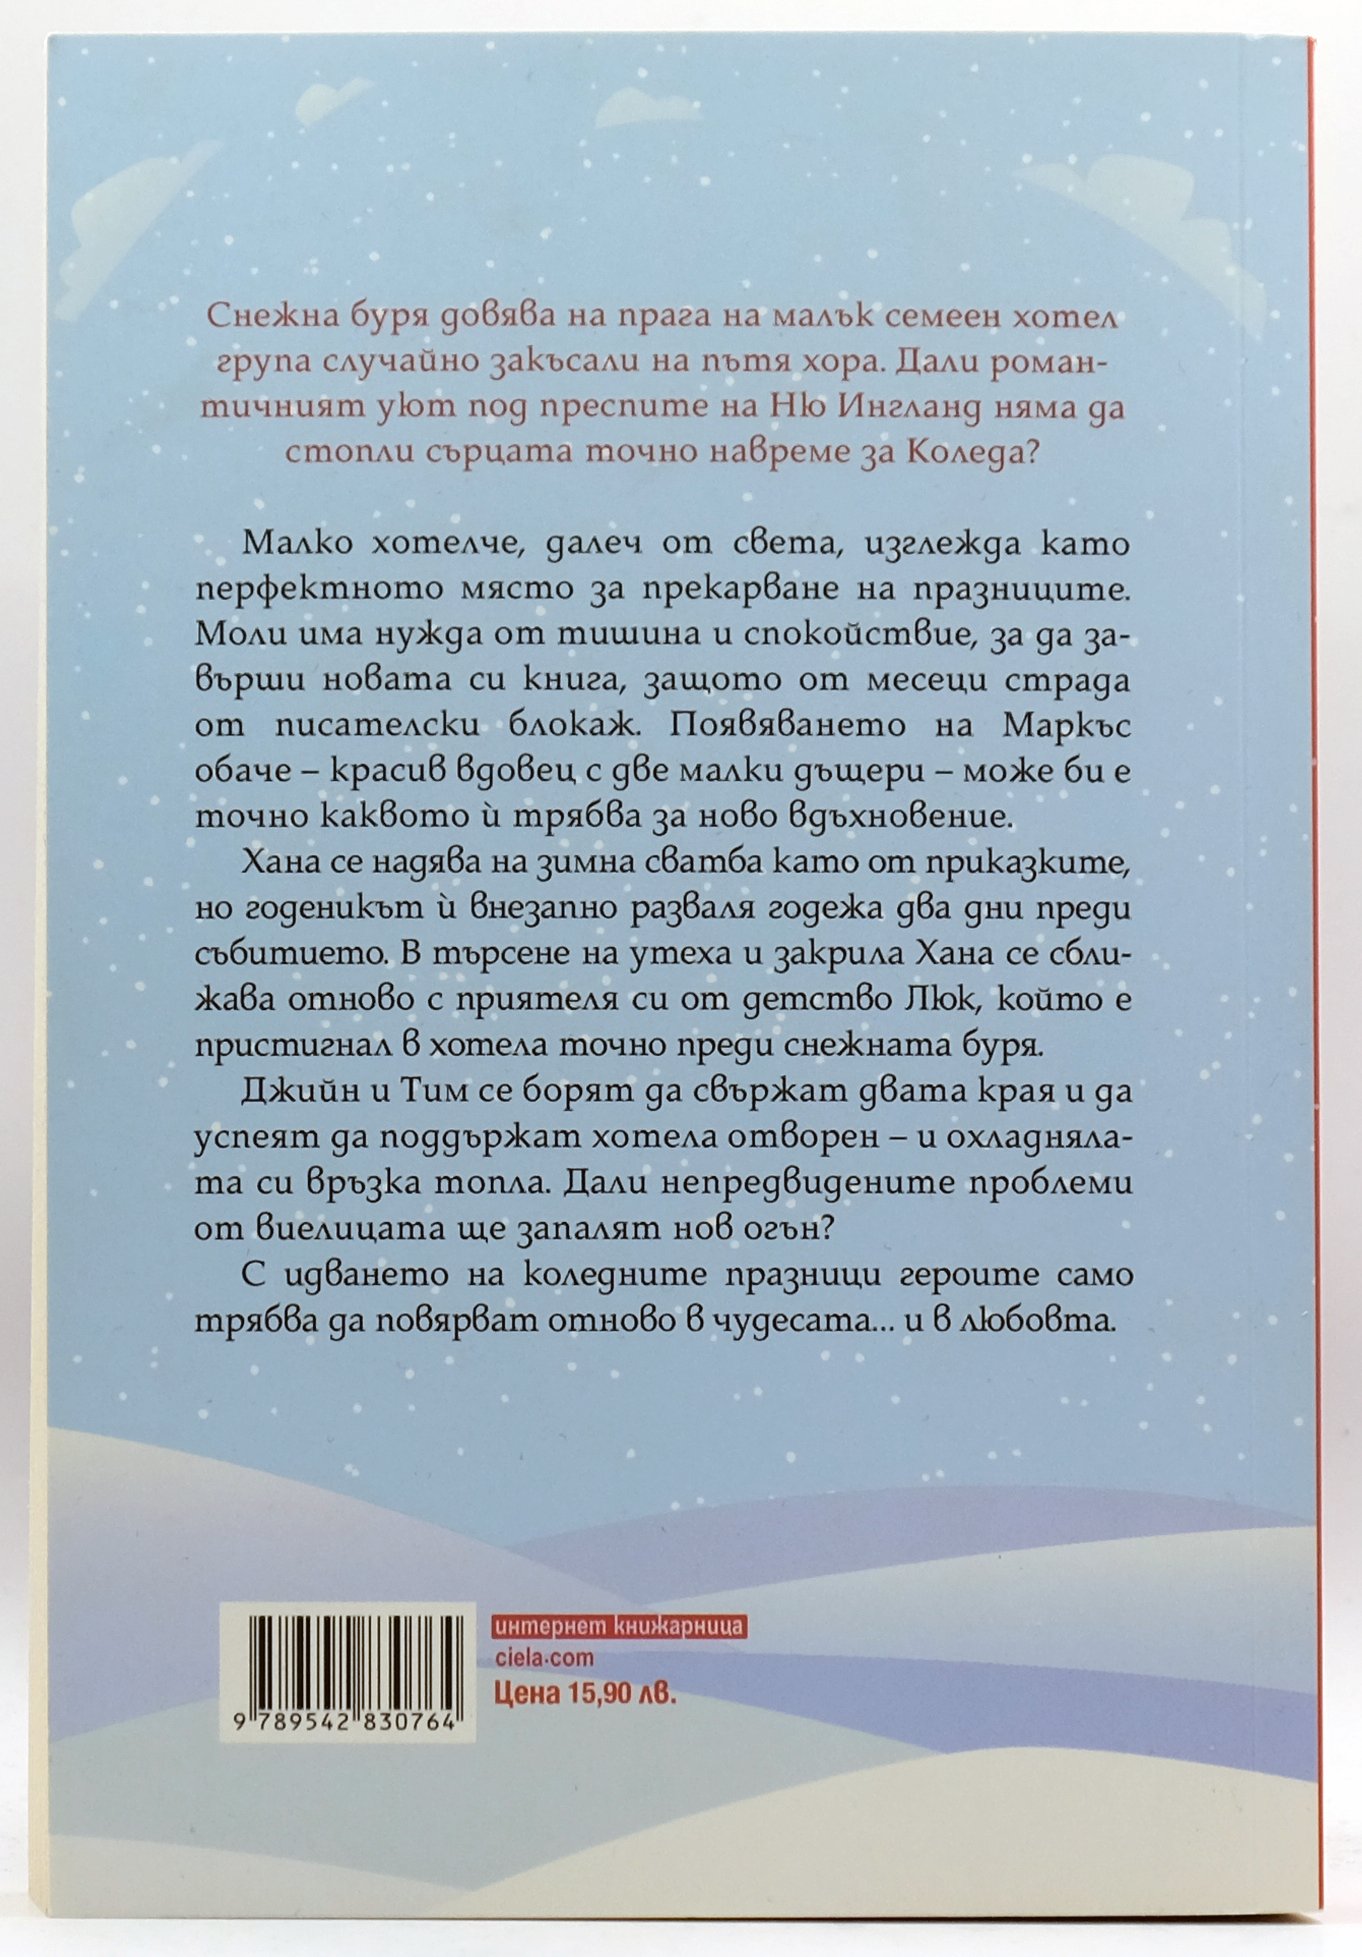 Снежна буря довява на прага на малък семеен хотел
група случайно закъсали на пътя хора. Дали роман-
тичният уют под преспите на Ню Ингланд няма да
стопли сърцата точно навреме за Коледа?
Малко хотелче, далеч от света, изглежда като
перфектното място за прекарване на празниците.
Моли има нужда от тишина и спокойствие, за да за-
върши новата си книга, защото от месеци страда
от писателски блокаж. Появяването на Маркъс
обаче – красив вдовец с две малки дъщери – може би е
точно каквото ѝ трябва за ново вдъхновение.
Хана се надява на зимна сватба като от приказките,
но годеникът ѝ внезапно разваля годежа два дни преди
събитието. В търсене на утеха и закрила Хана се сбли-
жава отново с приятеля си от детство Люк, който е
пристигнал в хотела точно преди снежната буря.
Джийн и Тим се борят да свържат двата края и да
успеят да поддържат хотела отворен – и охладняла-
та си връзка топла. Дали непредвидените проблеми
от виелицата ще запалят нов огън?
С идването на коледните празници героите само
трябва да повярват отново в чудесата... и в любовта.
интернет книжарница
ciela.com
Цена 15,90 лв.
9 789542 830764